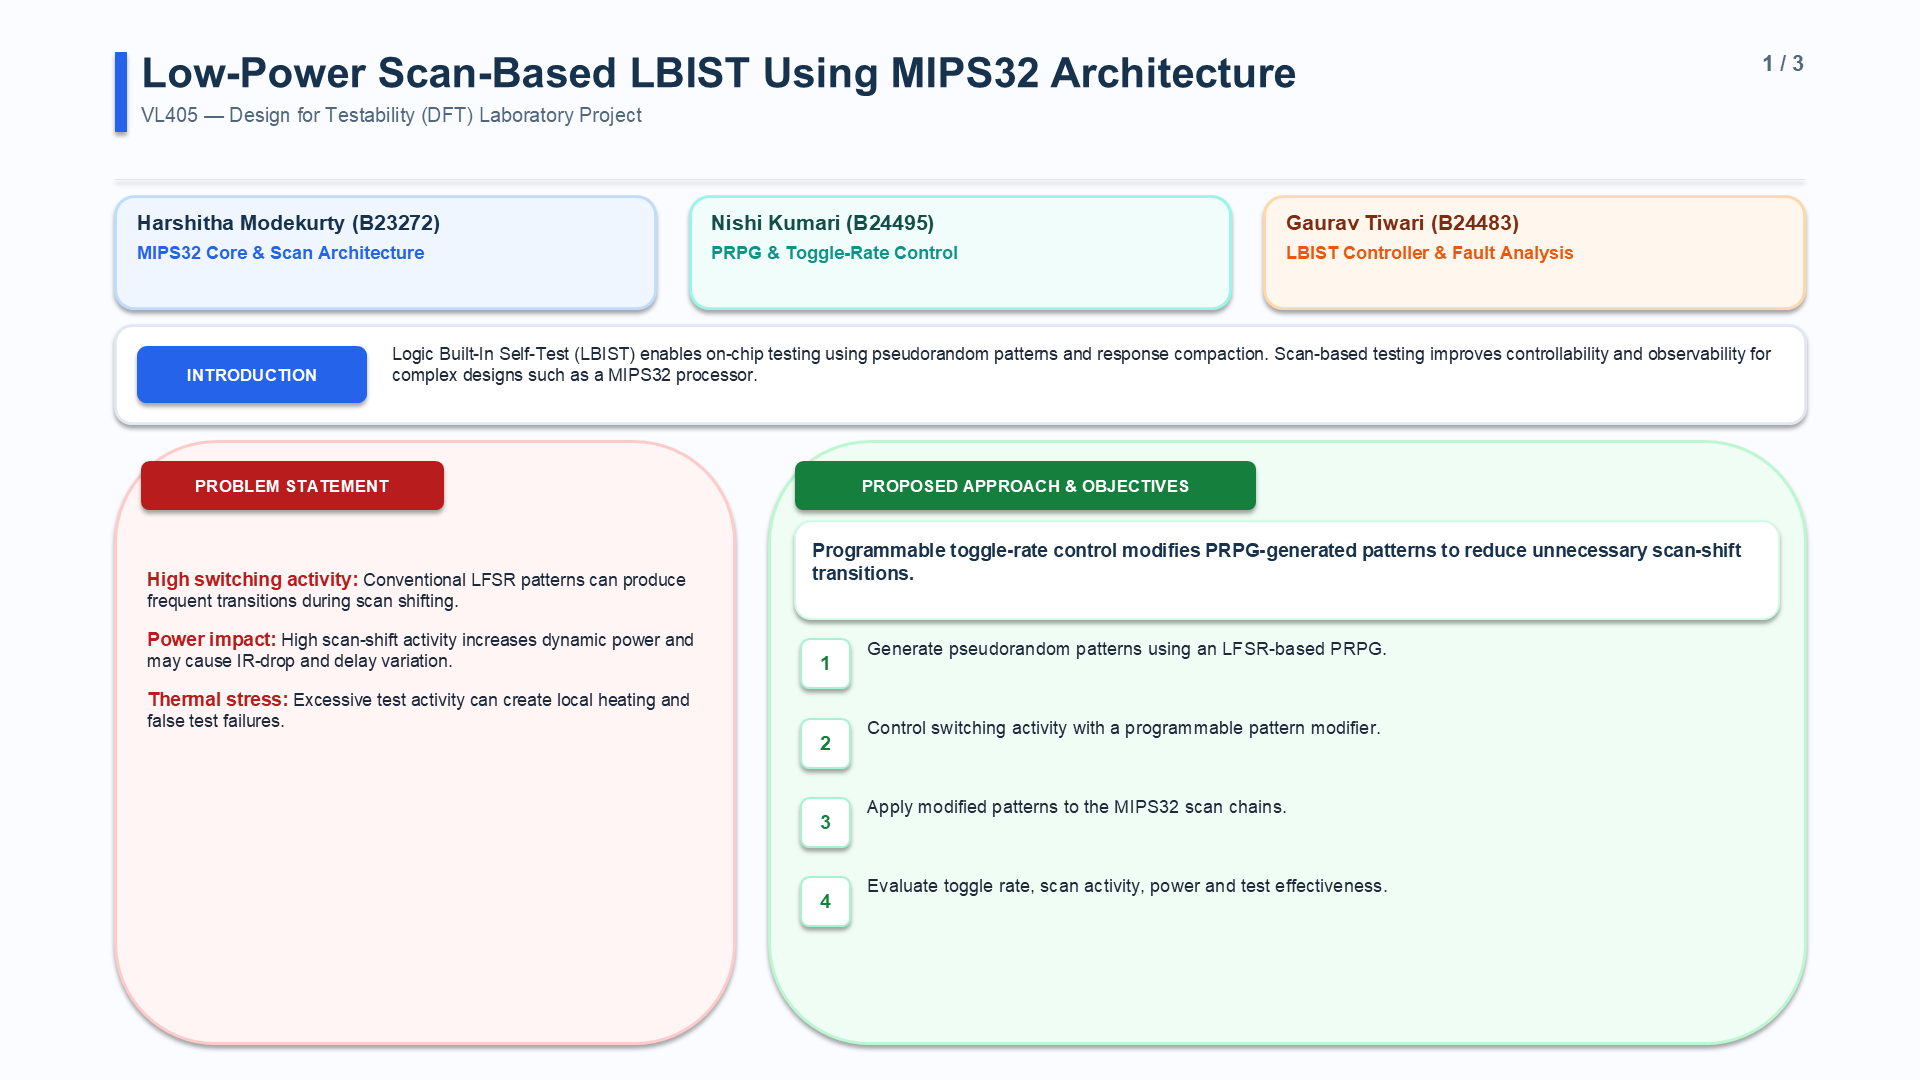 Low-Power Scan-Based LBIST Using MIPS32 Architecture
1 / 3
VL405 — Design for Testability (DFT) Laboratory Project
Harshitha Modekurty (B23272)
MIPS32 Core & Scan Architecture
Nishi Kumari (B24495)
PRPG & Toggle-Rate Control
Gaurav Tiwari (B24483)
LBIST Controller & Fault Analysis
INTRODUCTION
Logic Built-In Self-Test (LBIST) enables on-chip testing using pseudorandom patterns and response compaction. Scan-based testing improves controllability and observability for
complex designs such as a MIPS32 processor.
PROBLEM STATEMENT
High switching activity: Conventional LFSR patterns can produce
frequent transitions during scan shifting.
Power impact: High scan-shift activity increases dynamic power and
may cause IR-drop and delay variation.
Thermal stress: Excessive test activity can create local heating and
false test failures.
PROPOSED APPROACH & OBJECTIVES
Programmable toggle-rate control modifies PRPG-generated patterns to reduce unnecessary scan-shift
transitions.
1 Generate pseudorandom patterns using an LFSR-based PRPG.
2 Control switching activity with a programmable pattern modifier.
3 Apply modified patterns to the MIPS32 scan chains.
4 Evaluate toggle rate, scan activity, power and test effectiveness.